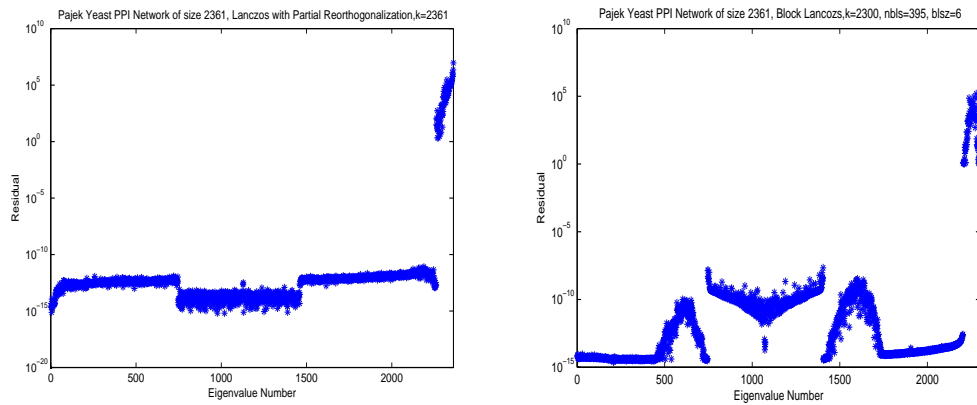 Pajek Yeast PPI Network of size 2361, Lanczos with Partial Reorthogonalization,k=2361
10^10
10^5
10^0
10^-5
10^-10
10^-15
10^-20
Residual
0 500 1000 1500 2000
Eigenvalue Number
Pajek Yeast PPI Network of size 2361, Block Lancozs,k=2300, nbls=395, blsz=6
10^10
10^5
10^0
10^-5
10^-10
10^-15
Residual
0 500 1000 1500 2000
Eigenvalue Number